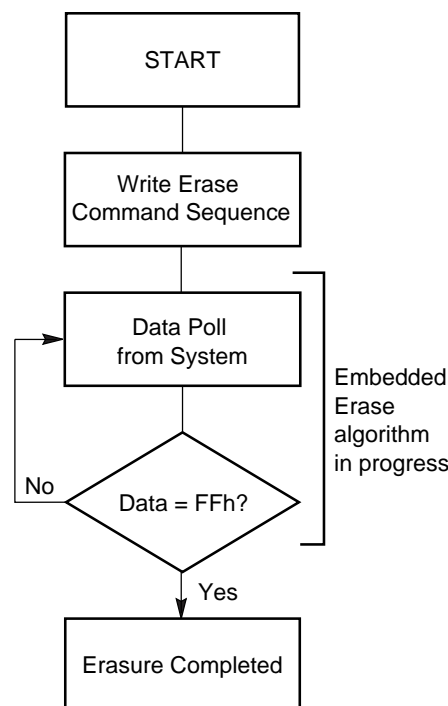 START
Write Erase
Command Sequence
Data Poll
from System
Embedded
Erase
algorithm
in progress
No
Data = FFh?
Yes
Erasure Completed